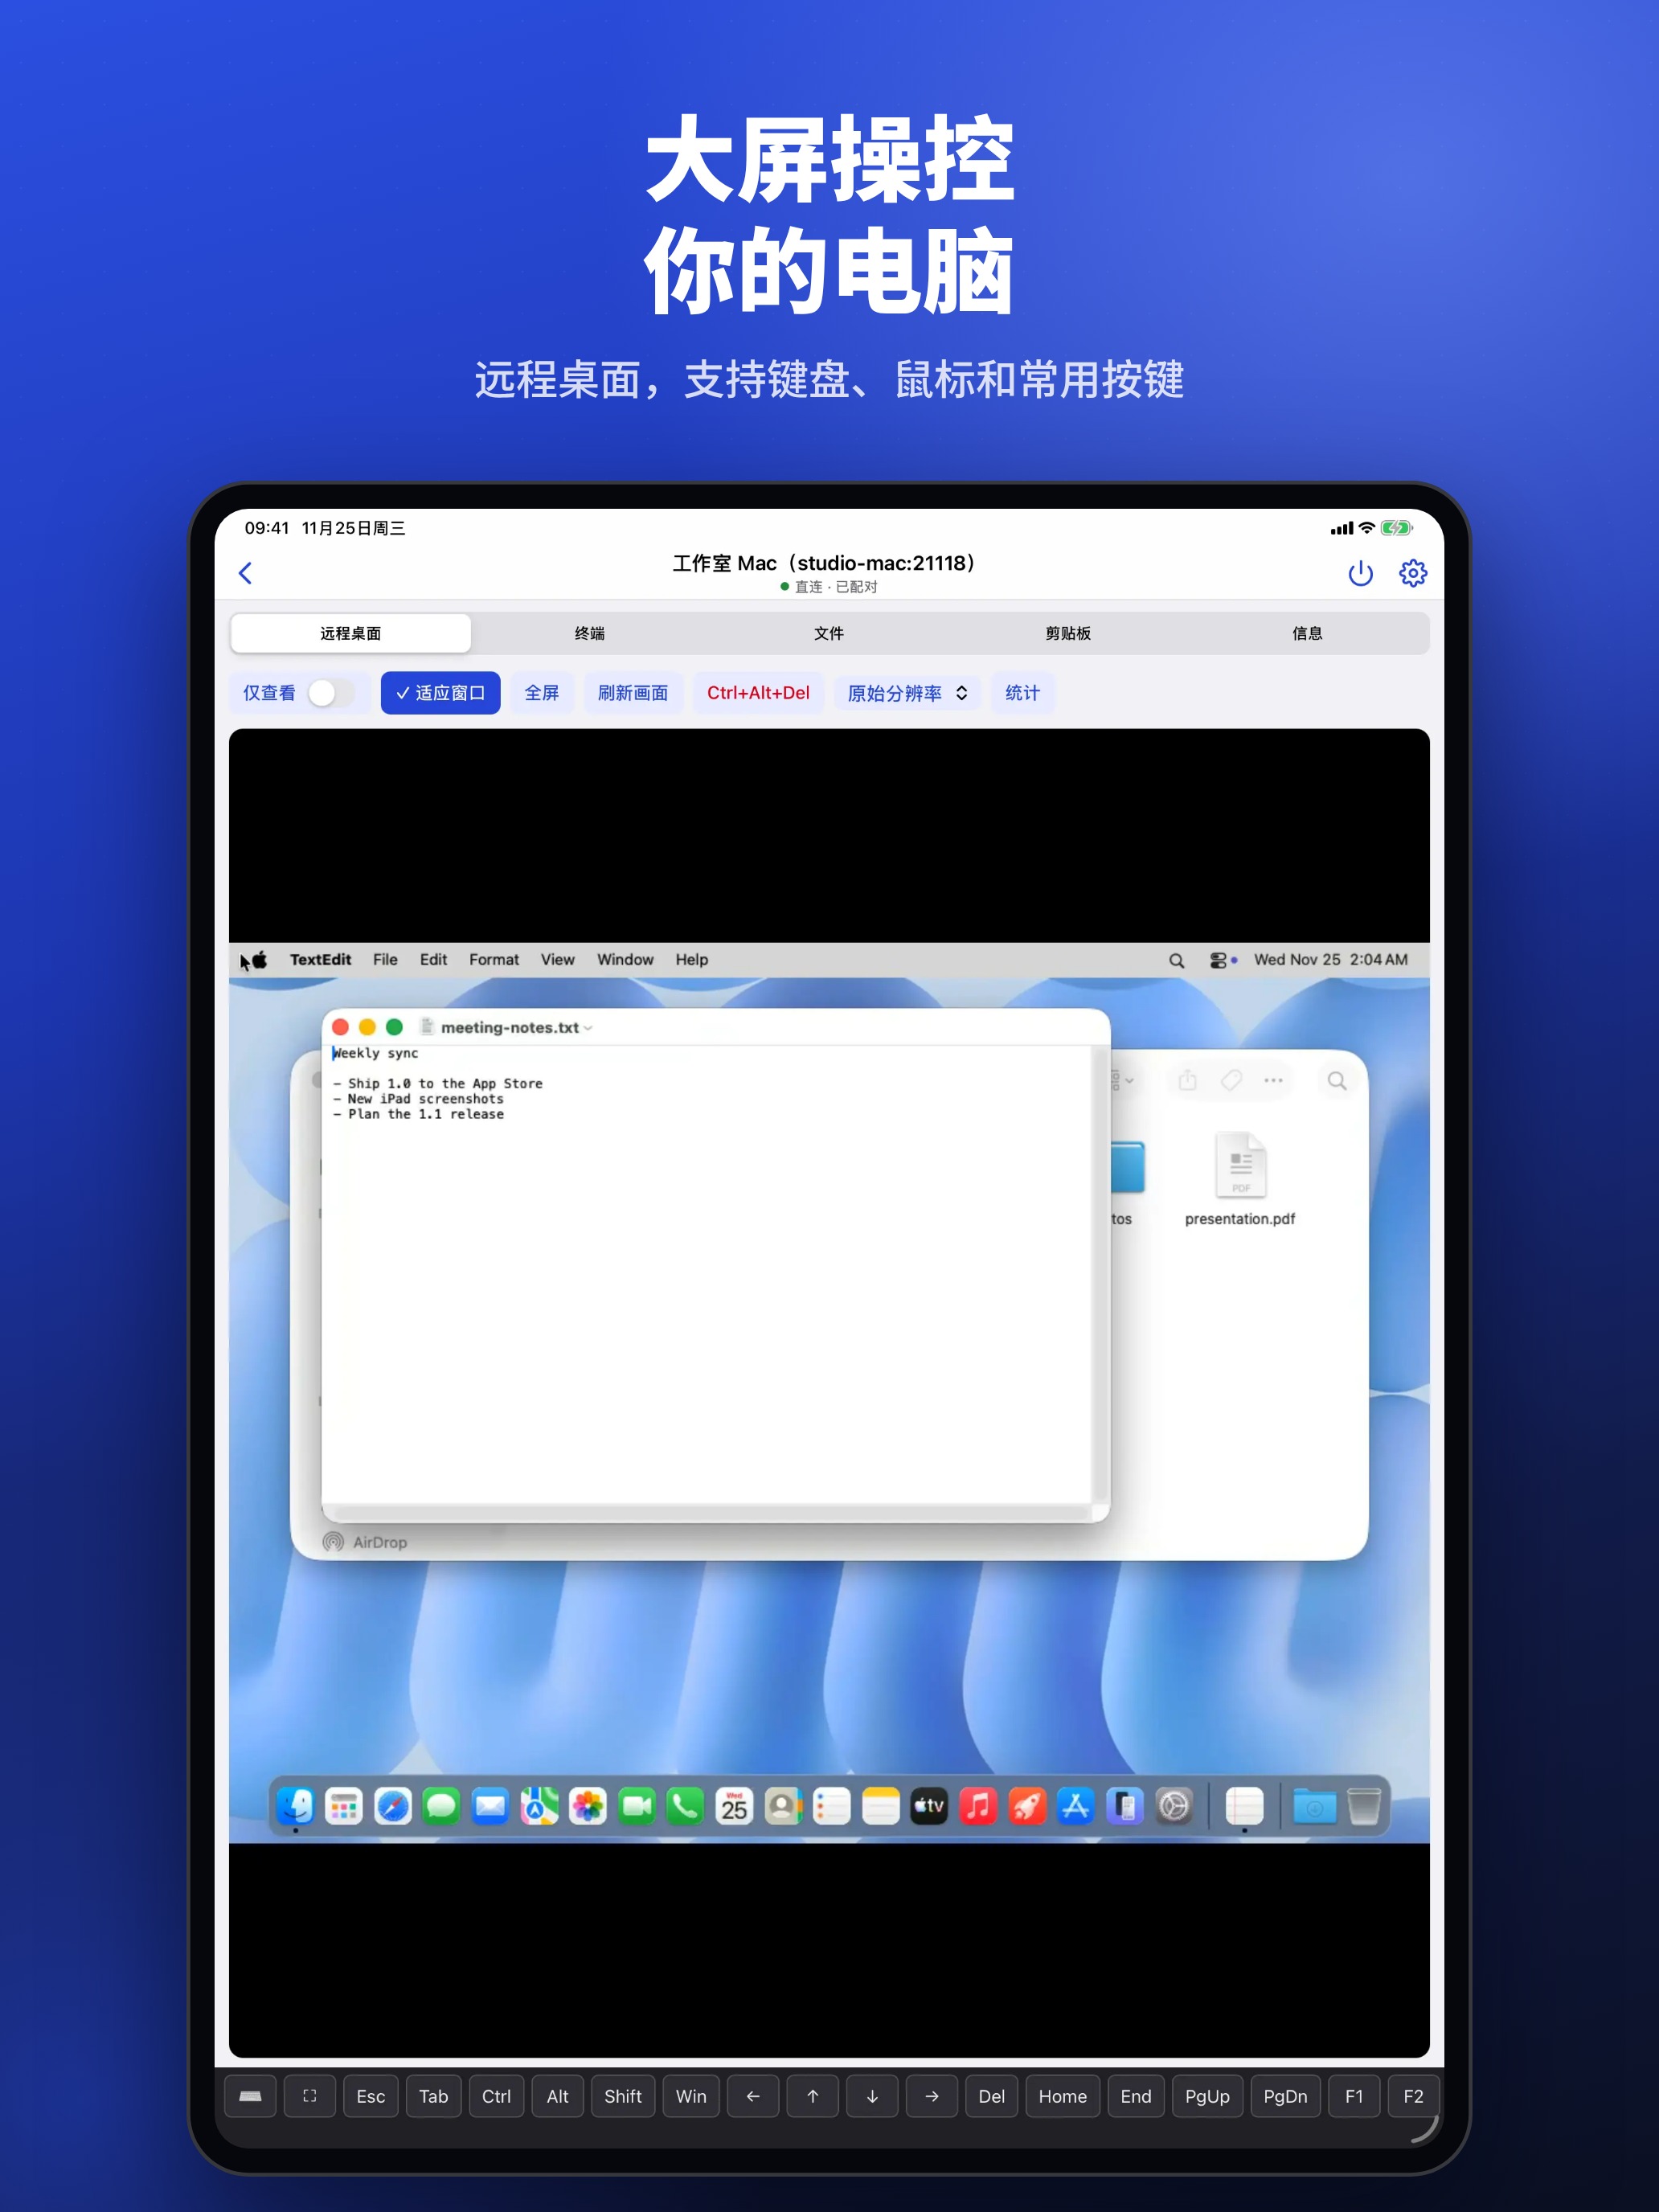 大屏操控
你的电脑
远程桌面，支持键盘、鼠标和常用按键
09:41 11月25日周三
工作室 Mac（studio-mac:21118）
直连 · 已配对
远程桌面 终端 文件 剪贴板 信息
仅查看 ✓ 适应窗口 全屏 刷新画面 Ctrl+Alt+Del 原始分辨率 统计
TextEdit File Edit Format View Window Help Wed Nov 25 2:04 AM
meeting-notes.txt
Weekly sync
- Ship 1.0 to the App Store
- New iPad screenshots
- Plan the 1.1 release
PDF
tos presentation.pdf
AirDrop
Wed
25
tv
Esc Tab Ctrl Alt Shift Win ← ↑ ↓ → Del Home End PgUp PgDn F1 F2